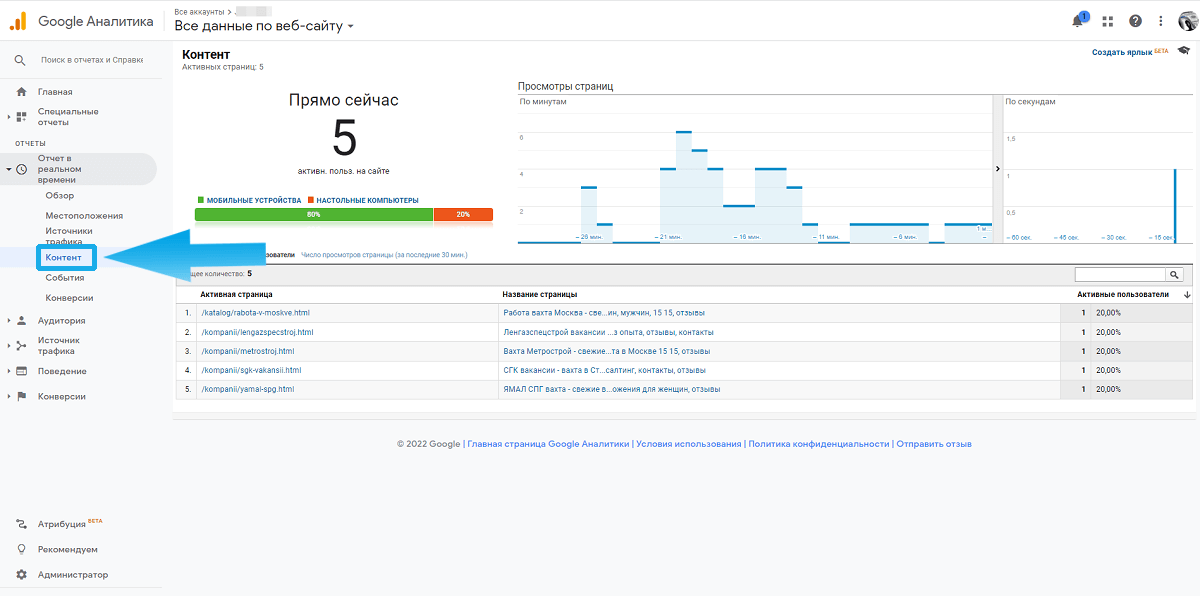 Google Аналитика
Все аккаунты >
Все данные по веб-сайту
1
Поиск в отчетах и Справке
Главная
Специальные
отчеты
ОТЧЕТЫ
Отчет в
реальном
времени
Обзор
Местоположения
Источники
трафика
Контент
События
Конверсии
Аудитория
Источник
трафика
Поведение
Конверсии
Атрибуция БЕТА
Рекомендуем
Администратор
Контент
Активных страниц: 5
Создать ярлык БЕТА
Прямо сейчас
5
активн. польз. на сайте
МОБИЛЬНЫЕ УСТРОЙСТВА НАСТОЛЬНЫЕ КОМПЬЮТЕРЫ
80% 20%
Просмотры страниц
По минутам
6
4
2
– 26 мин. – 21 мин. – 16 мин. – 11 мин. – 6 мин. 1 м...
По секундам
1,5
1
0,5
– 60 сек. – 45 сек. – 30 сек. – 15 сек.
Число просмотров страницы (за последние 30 мин.)
количество: 5
Активная страница Название страницы Активные пользователи
1. /katalog/rabota-v-moskve.html Работа вахта Москва - све...ин, мужчин, 15 15, отзывы 1 20,00%
2. /kompanii/lengazspecstroj.html Ленгазспецстрой вакансии ...з опыта, отзывы, контакты 1 20,00%
3. /kompanii/metrostroj.html Вахта Метрострой - свежие...та в Москве 15 15, отзывы 1 20,00%
4. /kompanii/sgk-vakansii.html СГК вакансии - вахта в Ст...салтинг, контакты, отзывы 1 20,00%
5. /kompanii/yamal-spg.html ЯМАЛ СПГ вахта - свежие в...ожения для женщин, отзывы 1 20,00%
© 2022 Google | Главная страница Google Аналитики | Условия использования | Политика конфиденциальности | Отправить отзыв